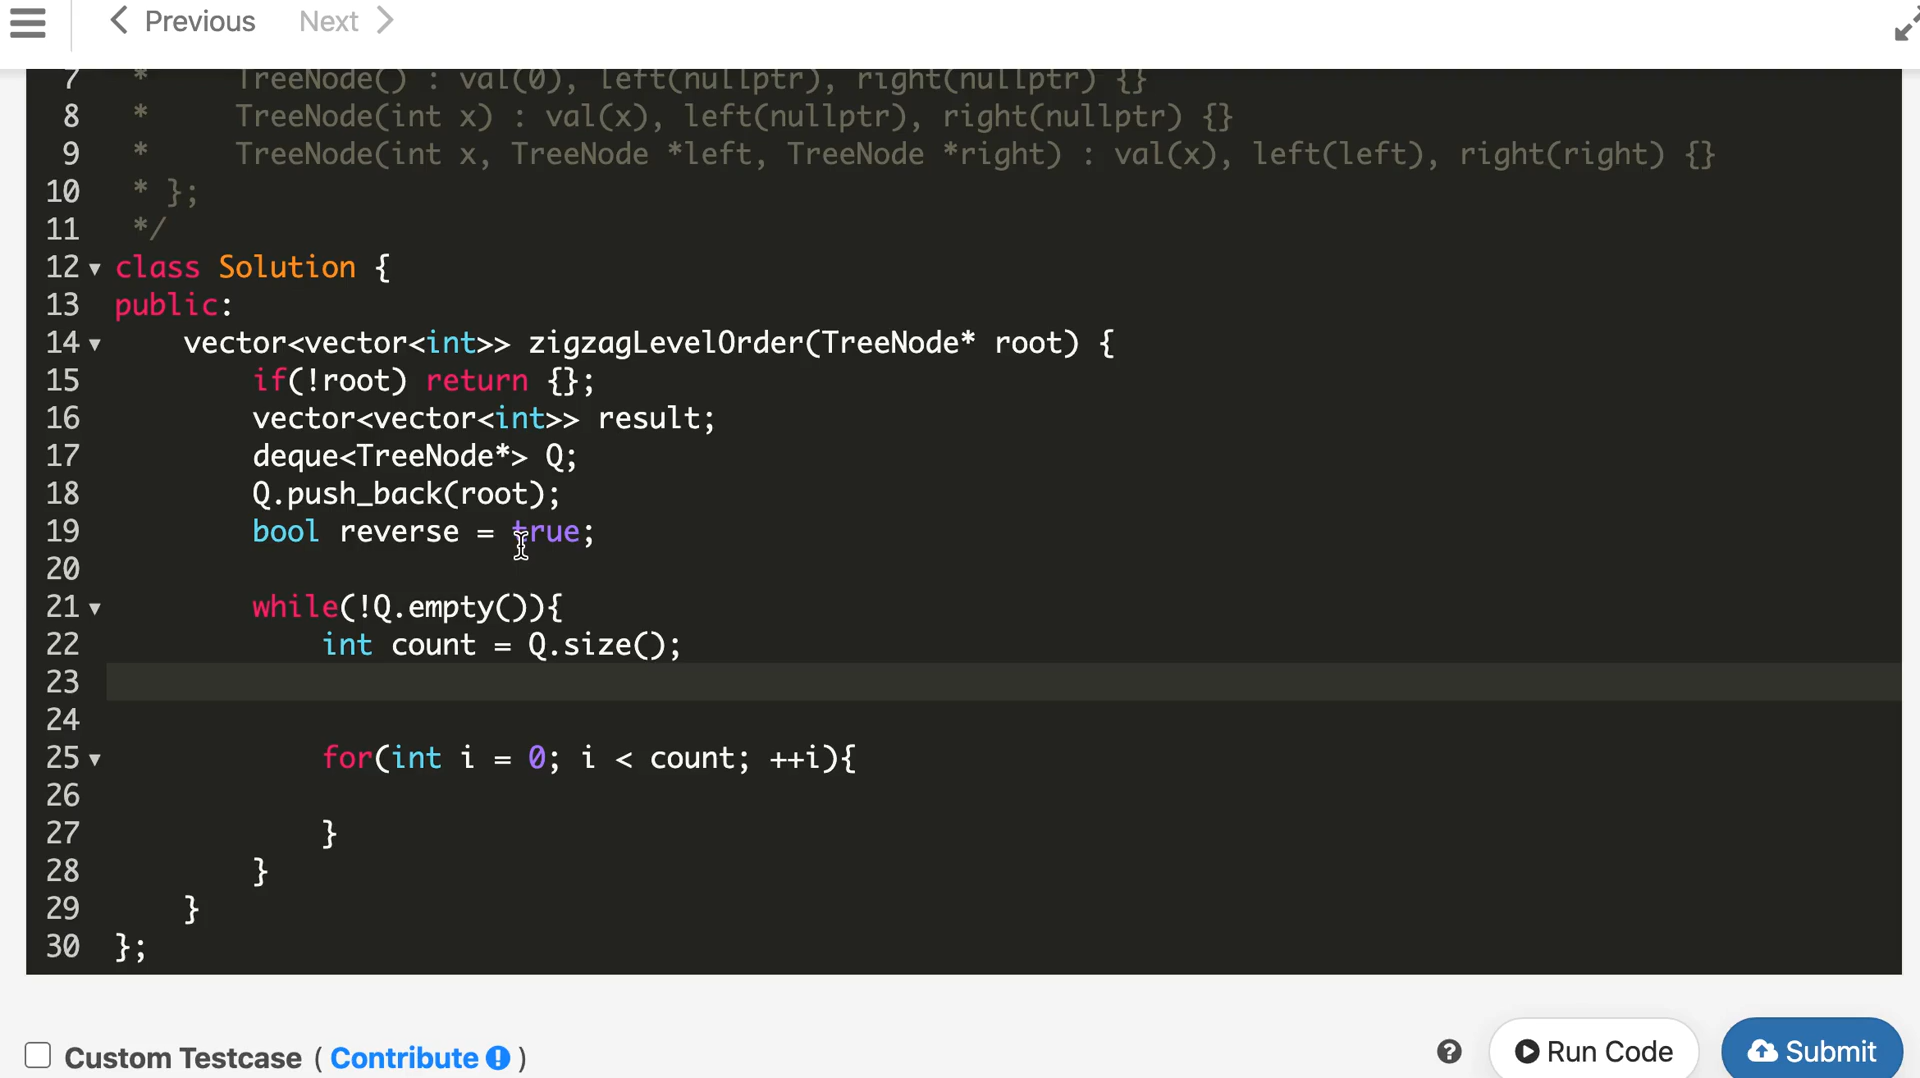 Previous Next
7 * TreeNode() : val(0), left(nullptr), right(nullptr) {}
8 * TreeNode(int x) : val(x), left(nullptr), right(nullptr) {}
9 * TreeNode(int x, TreeNode *left, TreeNode *right) : val(x), left(left), right(right) {}
10 * };
11 */
12 class Solution {
13 public:
14 vector<vector<int>> zigzagLevelOrder(TreeNode* root) {
15 if(!root) return {};
16 vector<vector<int>> result;
17 deque<TreeNode*> Q;
18 Q.push_back(root);
19 bool reverse = true;
20
21 while(!Q.empty()){
22 int count = Q.size();
23
24
25 for(int i = 0; i < count; ++i){
26
27 }
28 }
29 }
30 };
Custom Testcase ( Contribute ! ) ? Run Code Submit